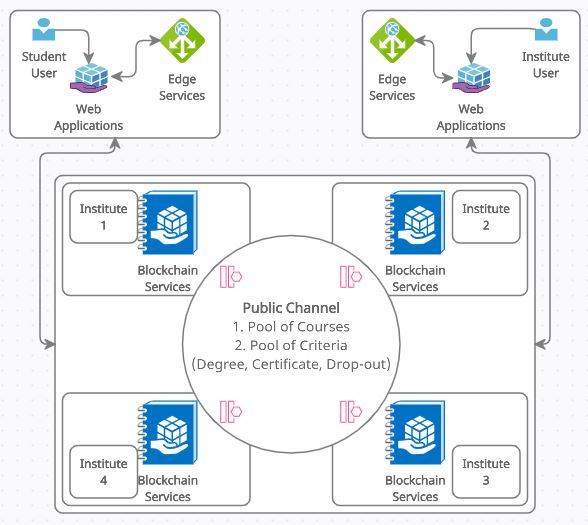 Student
User
Edge
Services
Web
Applications
Edge
Services
Institute
User
Web
Applications
Institute
1
Blockchain
Services
Institute
2
Blockchain
Services
Public Channel
1. Pool of Courses
2. Pool of Criteria
(Degree, Certificate, Drop-out)
Institute
4
Blockchain
Services
Institute
3
Blockchain
Services